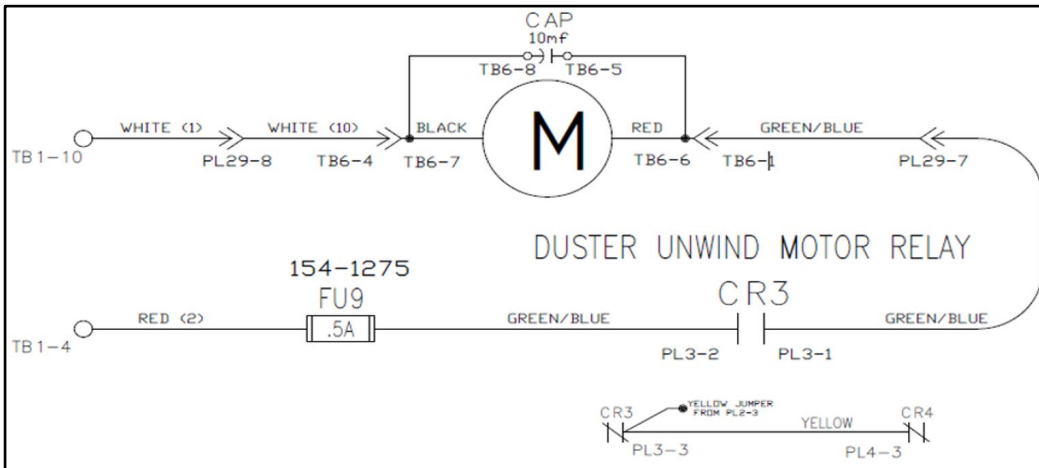 CAP
10mf
TB6-8 TB6-5
WHITE (1) WHITE (10) BLACK M RED GREEN/BLUE
TB1-10 PL29-8 TB6-4 TB6-7 TB6-6 TB6-1 PL29-7
DUSTER UNWIND MOTOR RELAY
154-1275
FU9 CR3
RED (2) .5A GREEN/BLUE GREEN/BLUE
TB1-4 PL3-2 PL3-1
YELLOW JUMPER
FROM PL2-3
CR3 YELLOW CR4
PL3-3 PL4-3